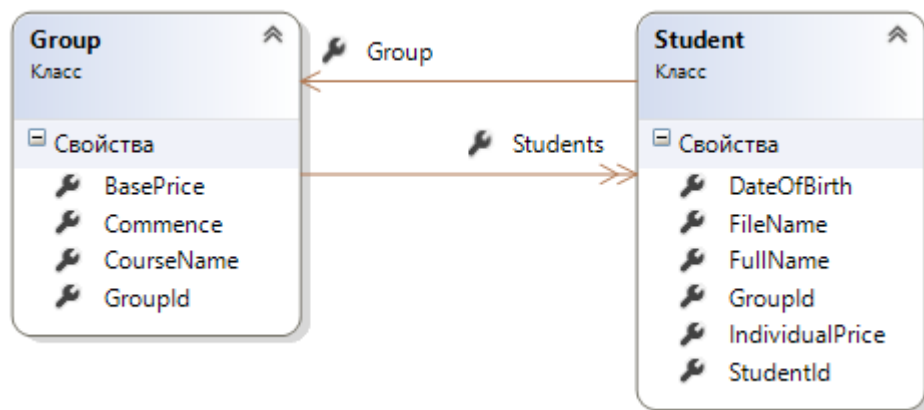 Group
Класс
Свойства
BasePrice
Commence
CourseName
GroupId
Group
Students
Student
Класс
Свойства
DateOfBirth
FileName
FullName
GroupId
IndividualPrice
StudentId